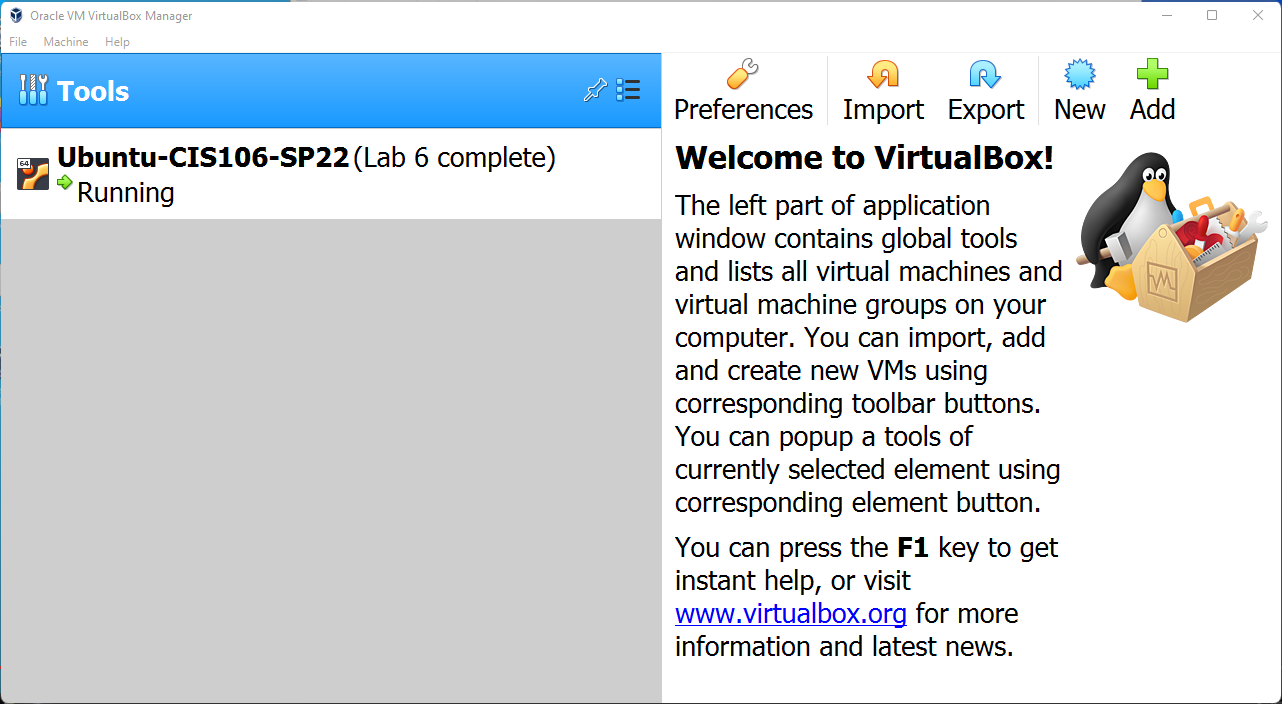 Oracle VM VirtualBox Manager
File Machine Help
Tools
64
Ubuntu-CIS106-SP22 (Lab 6 complete)
Running
Preferences Import Export New Add
Welcome to VirtualBox!
The left part of application
window contains global tools
and lists all virtual machines and
virtual machine groups on your
computer. You can import, add
and create new VMs using
corresponding toolbar buttons.
You can popup a tools of
currently selected element using
corresponding element button.
You can press the F1 key to get
instant help, or visit
www.virtualbox.org for more
information and latest news.